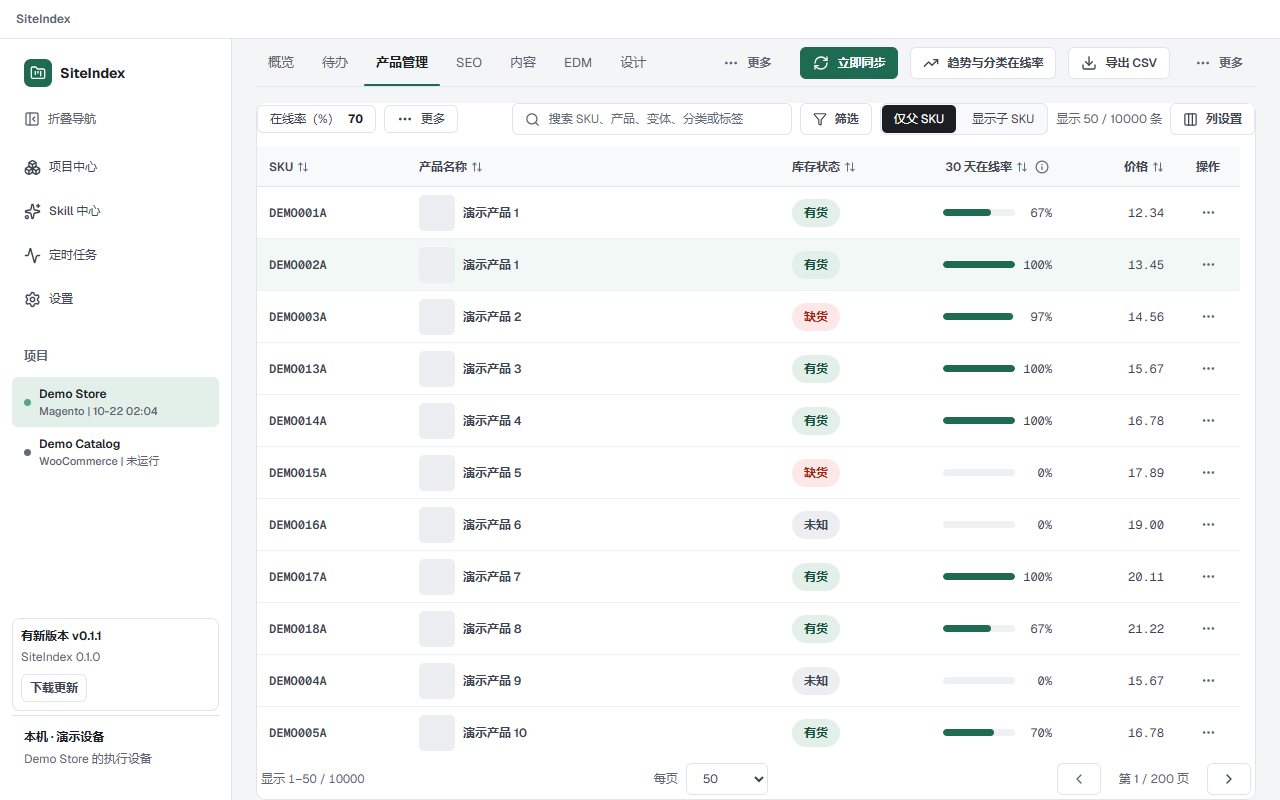 SiteIndex
SiteIndex
折叠导航
项目中心
Skill 中心
定时任务
设置
项目
Demo Store
Magento | 10-22 02:04
Demo Catalog
WooCommerce | 未运行
有新版本 v0.1.1
SiteIndex 0.1.0
下载更新
本机 · 演示设备
Demo Store 的执行设备
概览 待办 产品管理 SEO 内容 EDM 设计 ··· 更多 立即同步 趋势与分类在线率 导出 CSV ··· 更多
在线率（%） 70 ··· 更多 搜索 SKU、产品、变体、分类或标签 筛选 仅父 SKU 显示子 SKU 显示 50 / 10000 条 列设置
SKU 产品名称 库存状态 30 天在线率 价格 操作
DEMO001A 演示产品 1 有货 67% 12.34 ···
DEMO002A 演示产品 1 有货 100% 13.45 ···
DEMO003A 演示产品 2 缺货 97% 14.56 ···
DEMO013A 演示产品 3 有货 100% 15.67 ···
DEMO014A 演示产品 4 有货 100% 16.78 ···
DEMO015A 演示产品 5 缺货 0% 17.89 ···
DEMO016A 演示产品 6 未知 0% 19.00 ···
DEMO017A 演示产品 7 有货 100% 20.11 ···
DEMO018A 演示产品 8 有货 67% 21.22 ···
DEMO004A 演示产品 9 未知 0% 15.67 ···
DEMO005A 演示产品 10 有货 70% 16.78 ···
显示 1–50 / 10000 每页 50 第 1 / 200 页